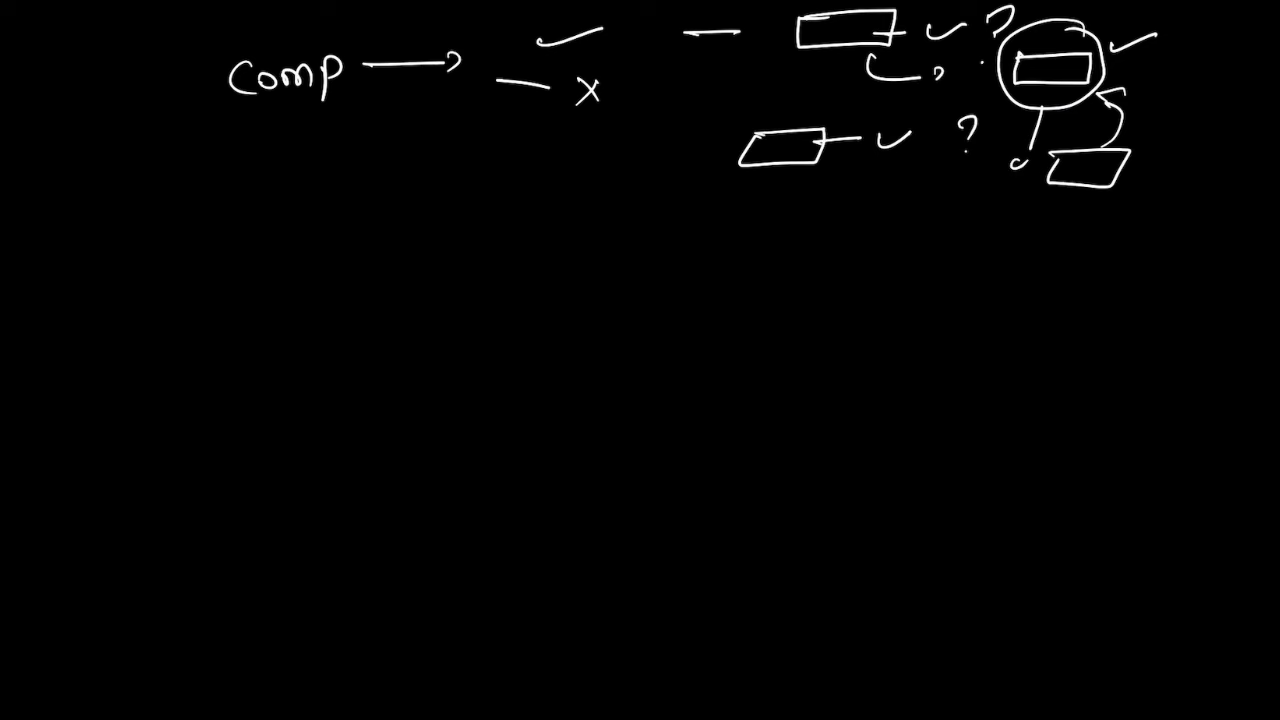 comp → ✓ — ✓ ?
— x
✓ ?